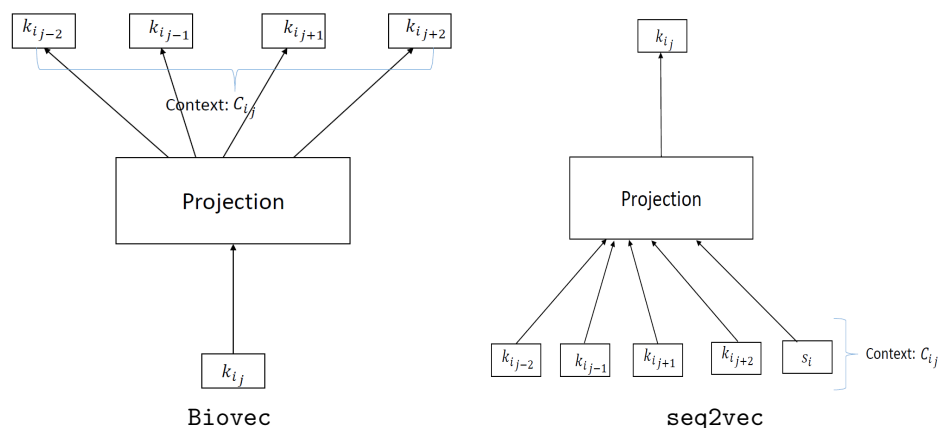 k_{i_{j-2}} k_{i_{j-1}} k_{i_{j+1}} k_{i_{j+2}}
Context: C_{i_j}
Projection
k_{i_j}
Biovec
k_{i_j}
Projection
k_{i_{j-2}} k_{i_{j-1}} k_{i_{j+1}} k_{i_{j+2}} s_i
Context: C_{i_j}
seq2vec